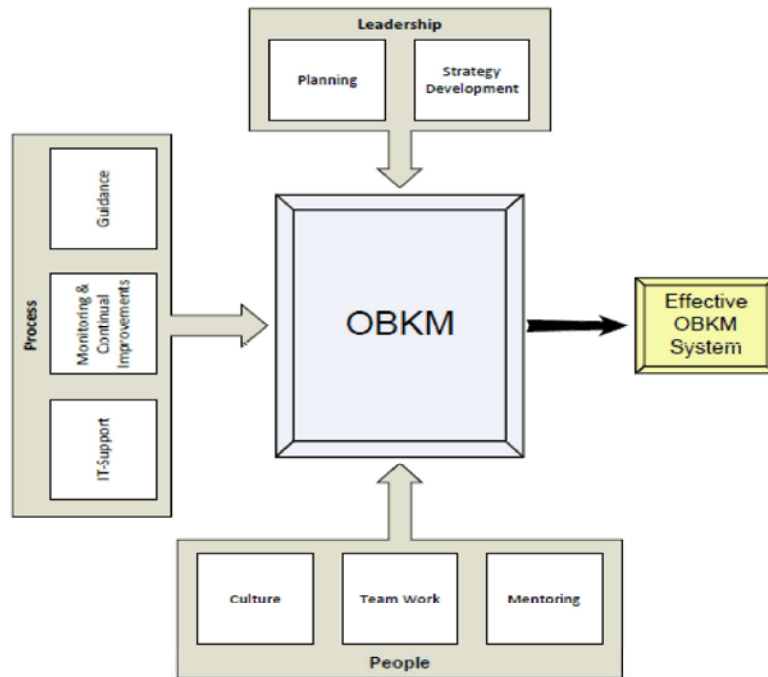 Leadership
Planning
Strategy
Development
Process
Guidance
Monitoring &
Continual
Improvements
IT-Support
OBKM
Effective
OBKM
System
Culture
Team Work
Mentoring
People